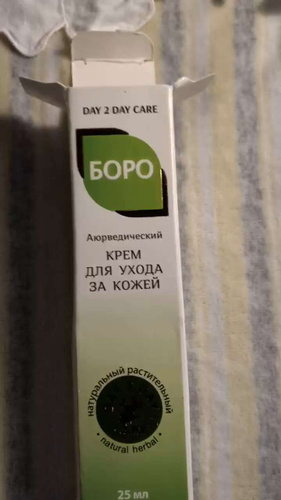 DAY 2 DAY CARE
БОРО
Аюрведический
КРЕМ
ДЛЯ УХОДА
ЗА КОЖЕЙ
натуральный растительный
• natural herbal •
25 мл